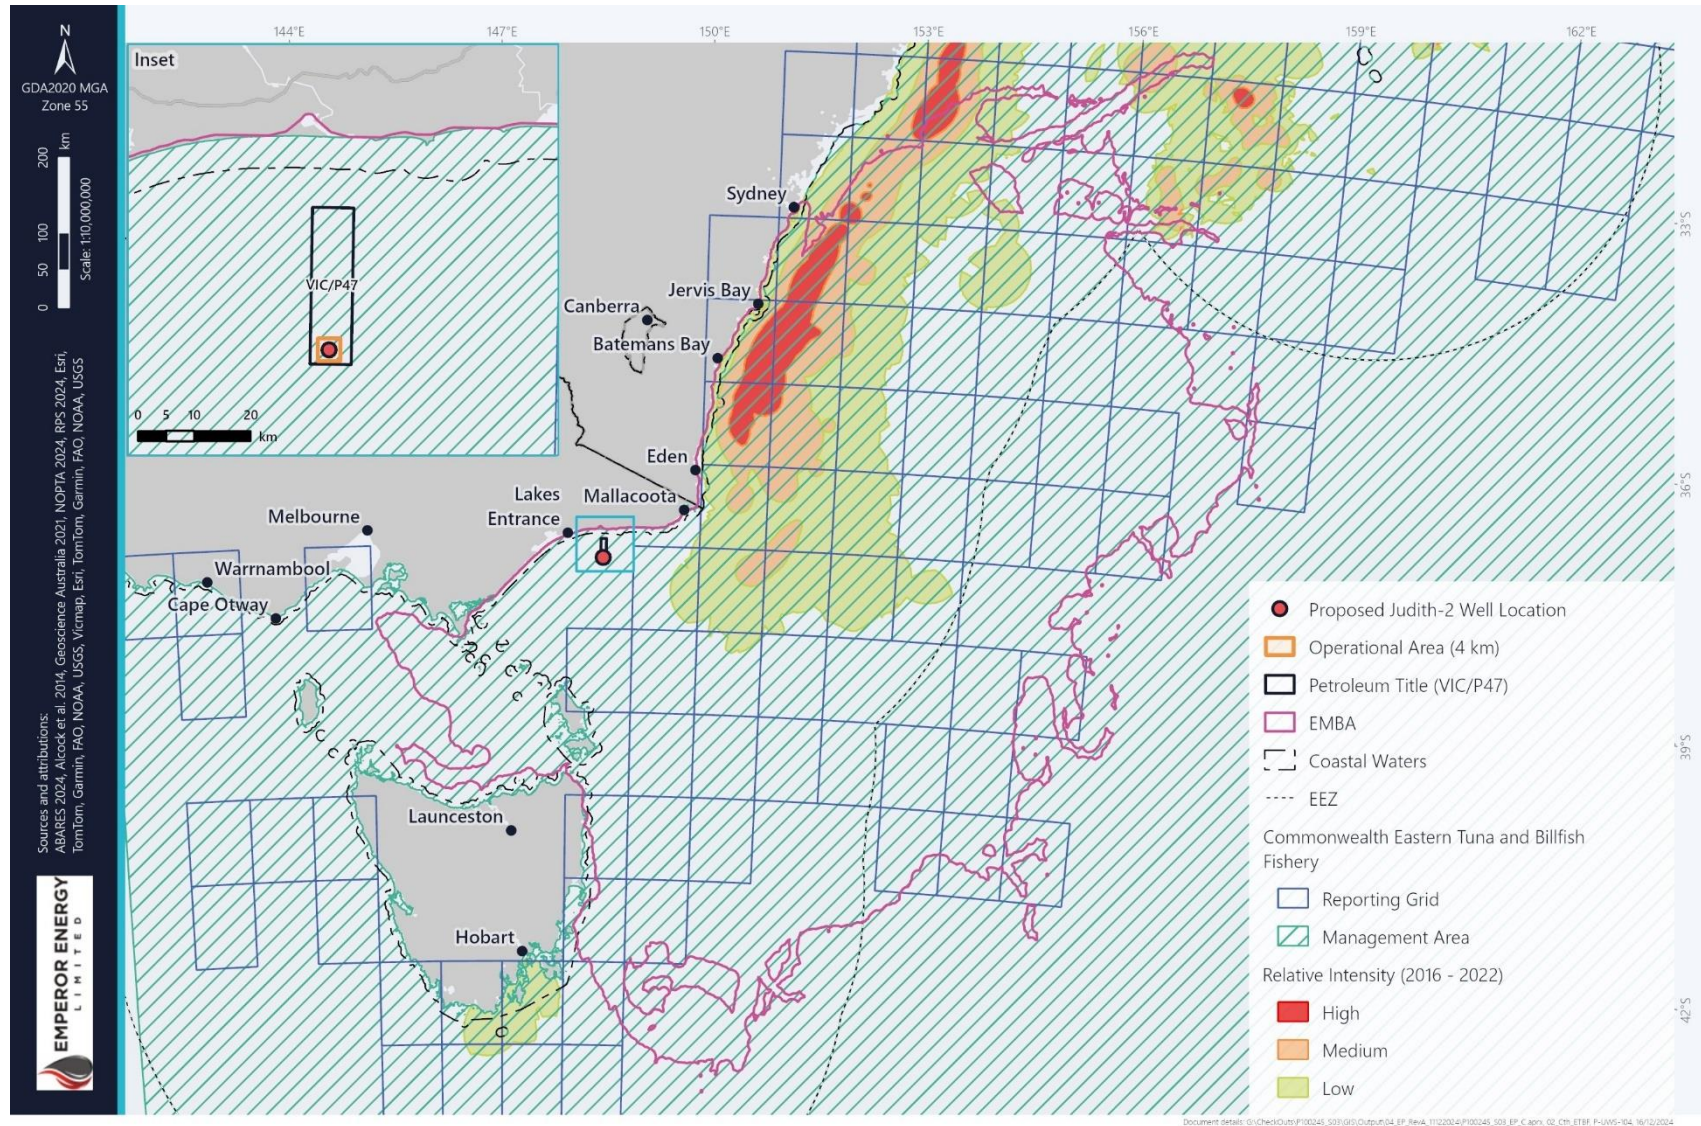 N
GDA2020 MGA
Zone 55
0 50 100 200 km
Scale: 1:10,000,000
Sources and attributions:
ABARES 2024, Alcock et al. 2014, Geoscience Australia 2021, NOPTA 2024, RPS 2024, Esri,
TomTom, Garmin, FAO, NOAA, USGS, Vicmap, Esri, TomTom, Garmin, FAO, NOAA, USGS
EMPEROR ENERGY
LIMITED
144°E 147°E 150°E 153°E 156°E 159°E 162°E
33°S
36°S
39°S
42°S
Inset
VIC/P47
0 5 10 20
km
Sydney
Jervis Bay
Canberra
Batemans Bay
Eden
Mallacoota
Lakes
Entrance
Melbourne
Warrnambool
Cape Otway
Launceston
Hobart
Proposed Judith-2 Well Location
Operational Area (4 km)
Petroleum Title (VIC/P47)
EMBA
Coastal Waters
EEZ
Commonwealth Eastern Tuna and Billfish
Fishery
Reporting Grid
Management Area
Relative Intensity (2016 - 2022)
High
Medium
Low